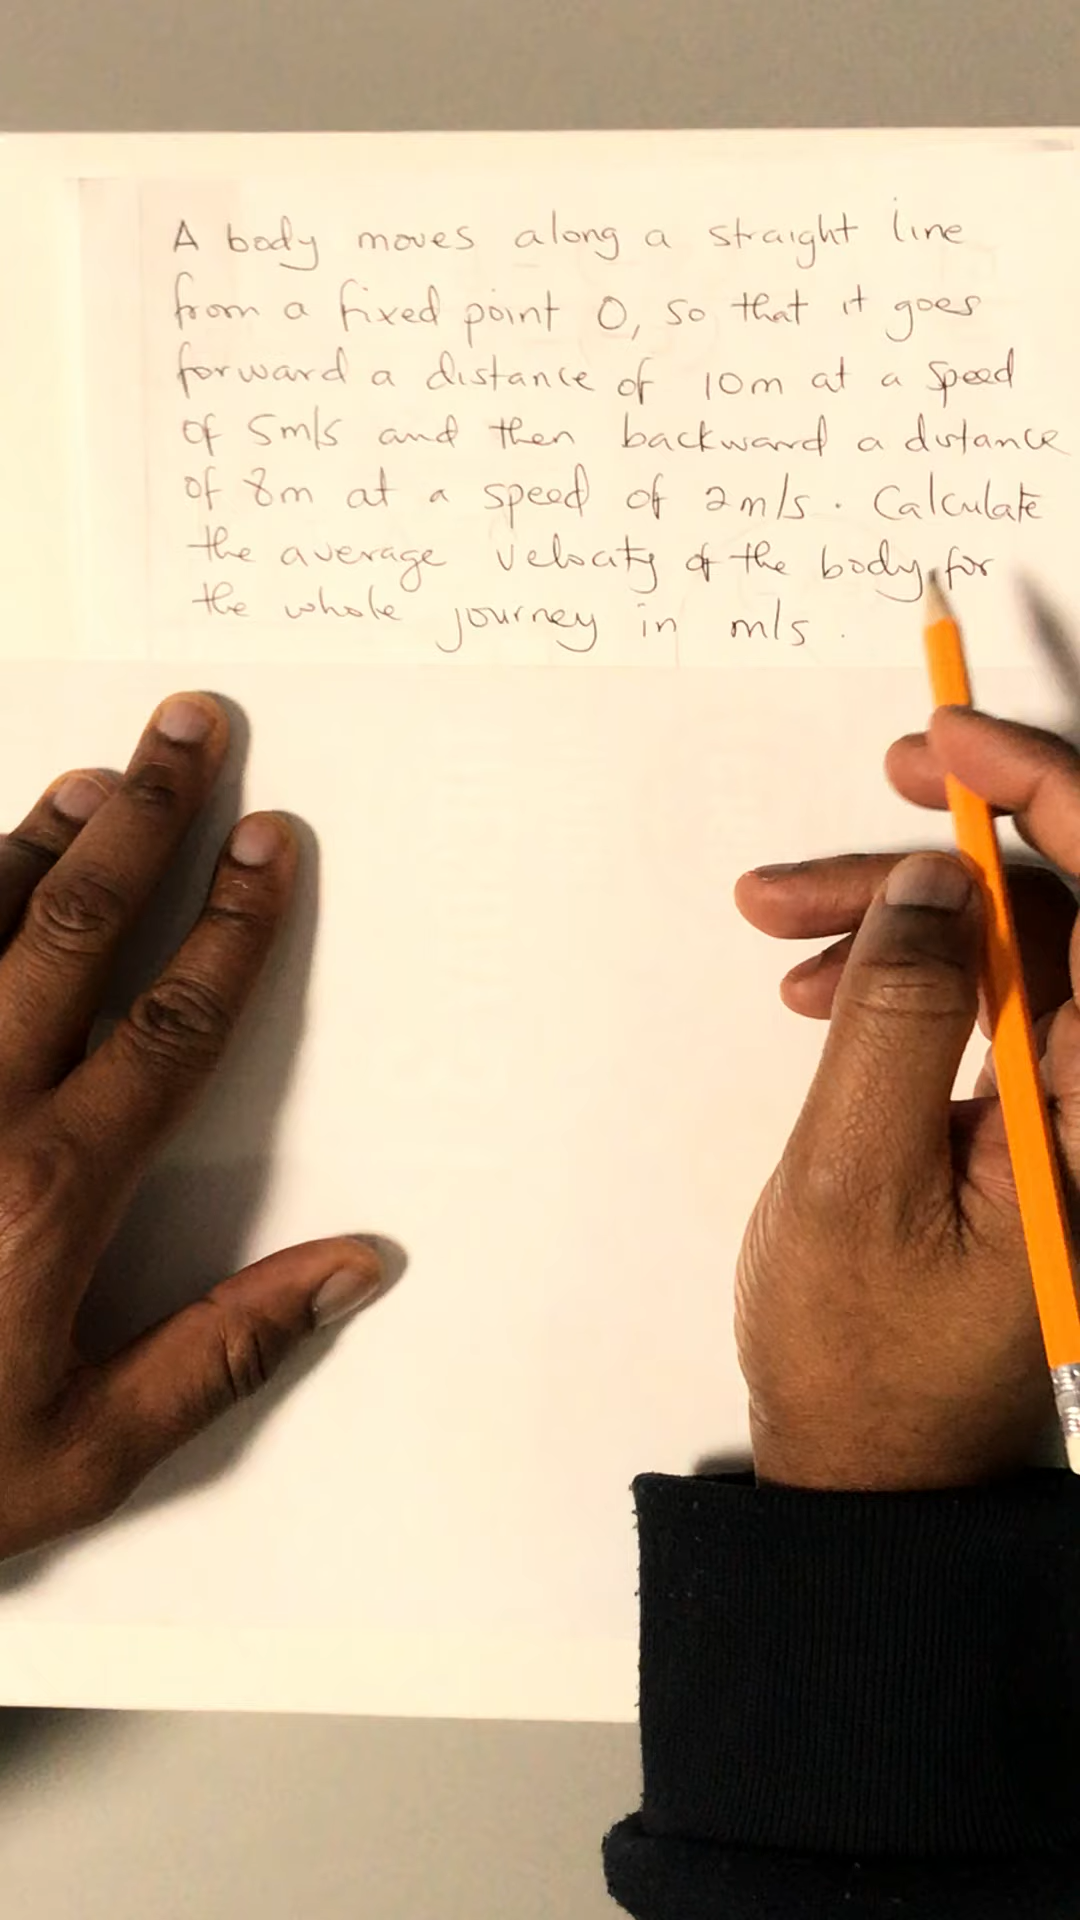 A body moves along a straight line
from a fixed point O, so that it goes
forward a distance of 10m at a speed
of 5m/s and then backward a distance
of 8m at a speed of 2m/s. Calculate
the average velocity of the body for
the whole journey in m/s.